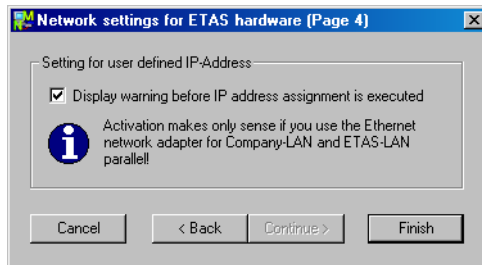 Network settings for ETAS hardware (Page 4)
Setting for user defined IP-Address
Display warning before IP address assignment is executed
Activation makes only sense if you use the Ethernet
network adapter for Company-LAN and ETAS-LAN
parallel!
Cancel
< Back
Continue >
Finish